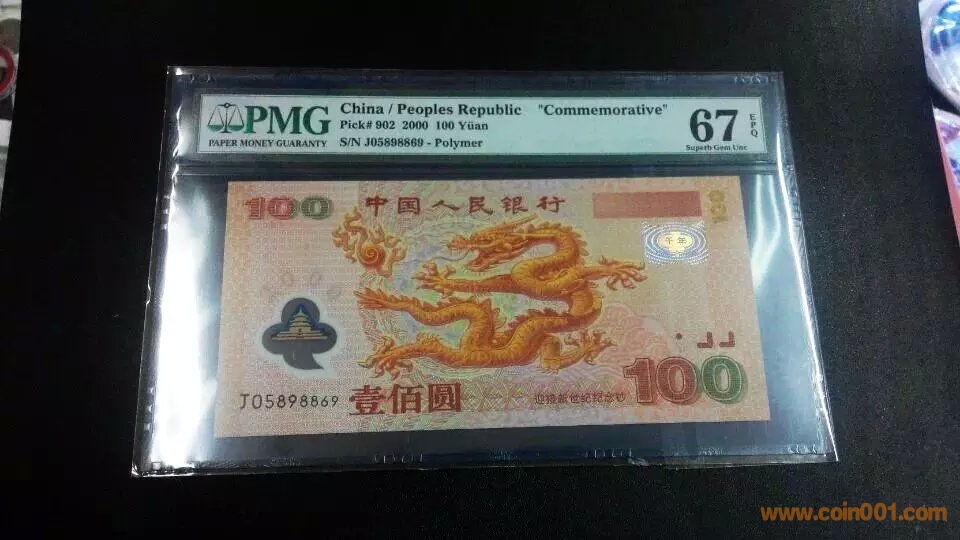 PMG
PAPER MONEY GUARANTY
China / Peoples Republic "Commemorative"
Pick# 902 2000 100 Yüan
S/N J05898869 - Polymer
67 EPQ
Superb Gem Unc
100 中国人民银行
100
千年
J05898869 壹佰圆
迎接新世纪纪念钞
100
www.coin001.com